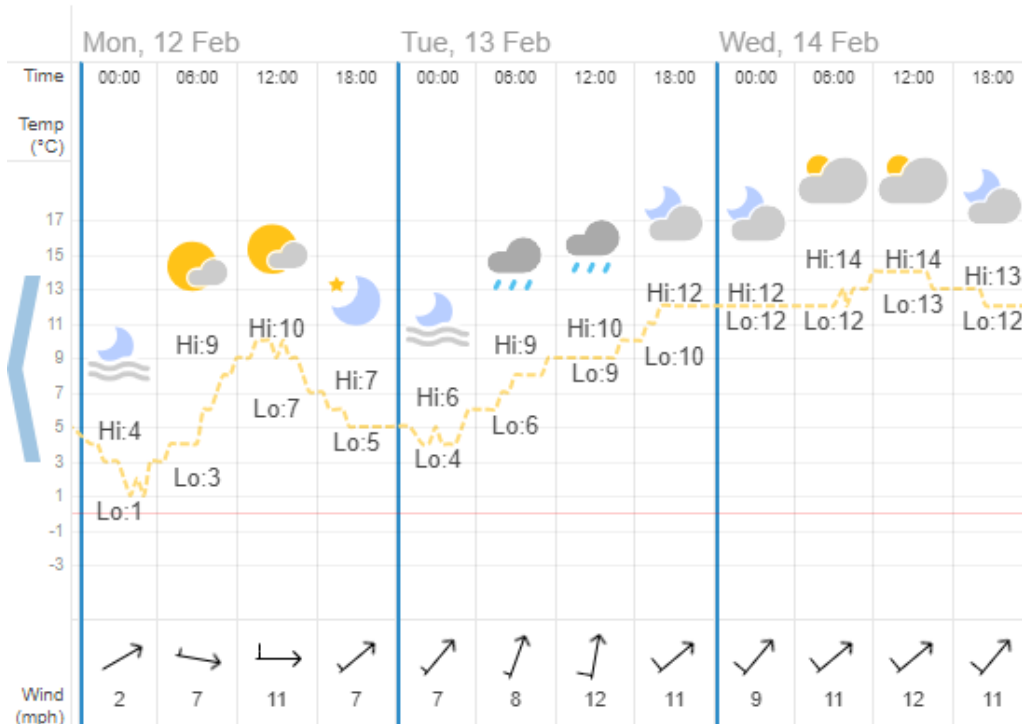 Mon, 12 Feb Tue, 13 Feb Wed, 14 Feb
Time 00:00 06:00 12:00 18:00 00:00 06:00 12:00 18:00 00:00 06:00 12:00 18:00
Temp
(°C)
17
15
13
11
9
7
5
3
1
-1
-3
Hi:4 Hi:9 Hi:10 Hi:7 Hi:6 Hi:9 Hi:10 Hi:12 Hi:12 Hi:14 Hi:14 Hi:13
Lo:1 Lo:3 Lo:7 Lo:5 Lo:4 Lo:6 Lo:9 Lo:10 Lo:12 Lo:12 Lo:13 Lo:12
Wind 2 7 11 7 7 8 12 11 9 11 12 11
(mph)